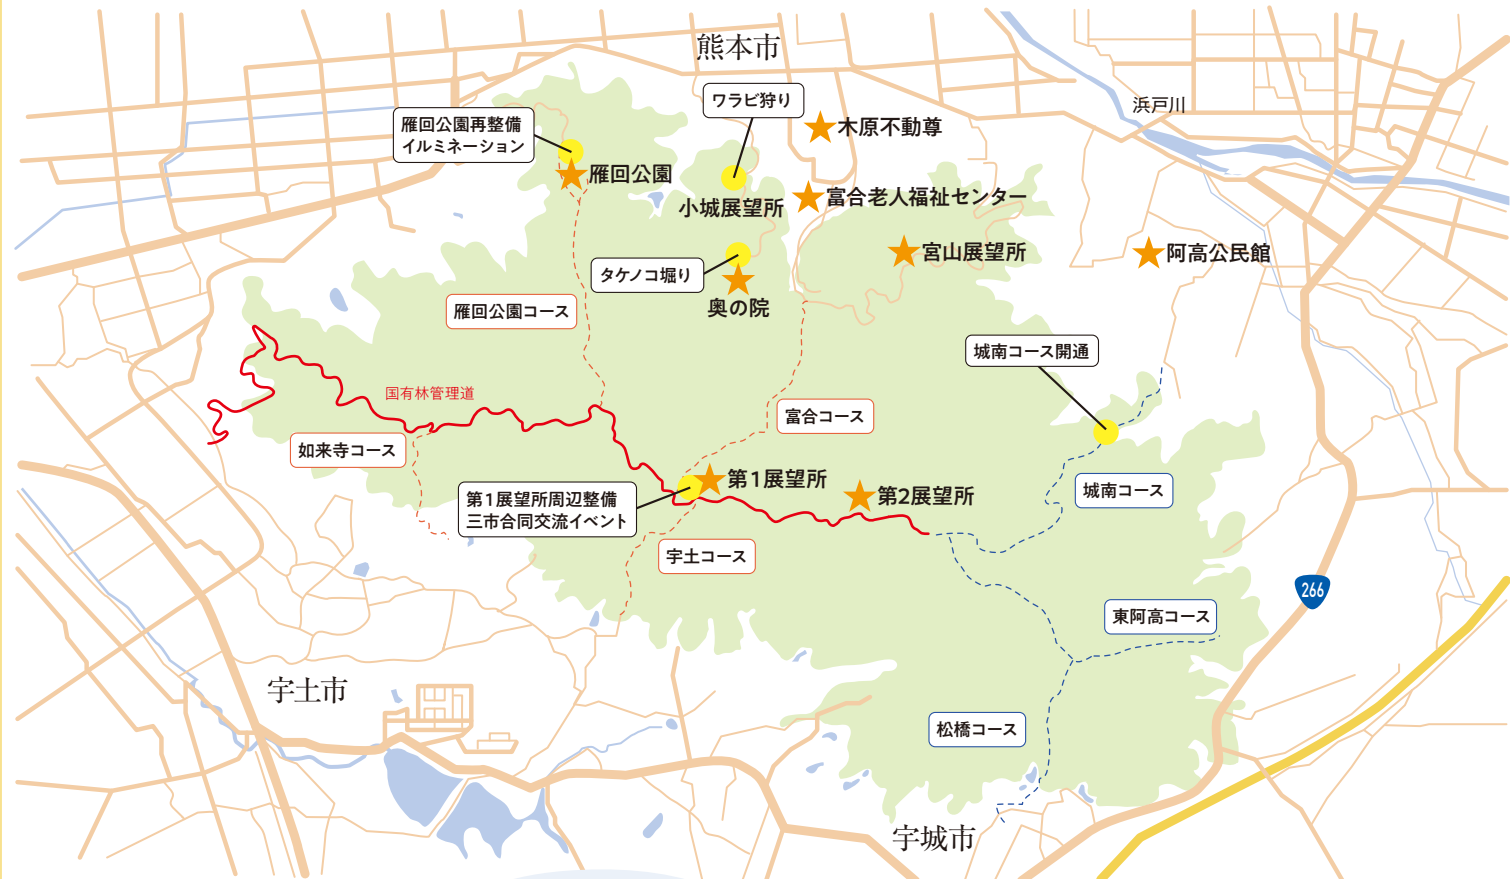 熊本市
浜戸川
ワラビ狩り
雁回公園再整備
イルミネーション
木原不動尊
雁回公園
小城展望所
富合老人福祉センター
宮山展望所
阿高公民館
タケノコ堀り
奥の院
雁回公園コース
城南コース開通
国有林管理道
富合コース
如来寺コース
第1展望所
第2展望所
城南コース
第1展望所周辺整備
三市合同交流イベント
宇土コース
266
東阿高コース
宇土市
松橋コース
宇城市